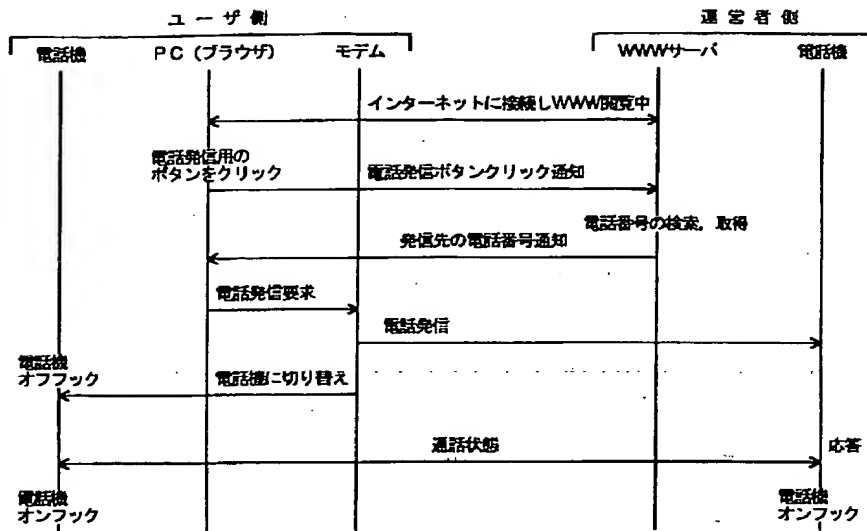 ユーザ側
運営者側
電話機
PC(ブラウザ)
モデム
WWWサーバ
電話機
インターネットに接続しWWW閲覧中
電話発信用の
ボタンをクリック
電話発信ボタンクリック通知
電話番号の検索,取得
発信先の電話番号通知
電話発信要求
電話発信
電話機
オフフック
電話機に切り替え
通話状態
応答
電話機
オンフック
電話機
オンフック